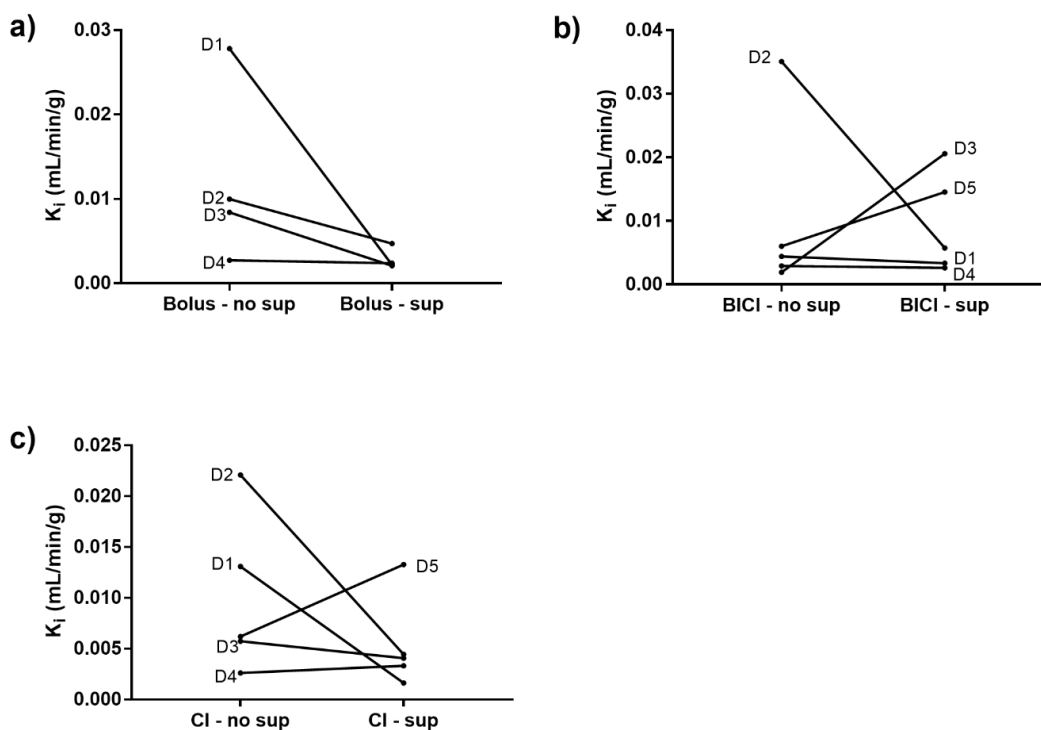 a)
K_i (mL/min/g)
0.03
0.02
0.01
0.00
D1
D2
D3
D4
Bolus - no sup
Bolus - sup
b)
K_i (mL/min/g)
0.04
0.03
0.02
0.01
0.00
D2
D3
D5
D1
D4
BICI - no sup
BICI - sup
c)
K_i (mL/min/g)
0.025
0.020
0.015
0.010
0.005
0.000
D2
D1
D5
D3
D4
CI - no sup
CI - sup